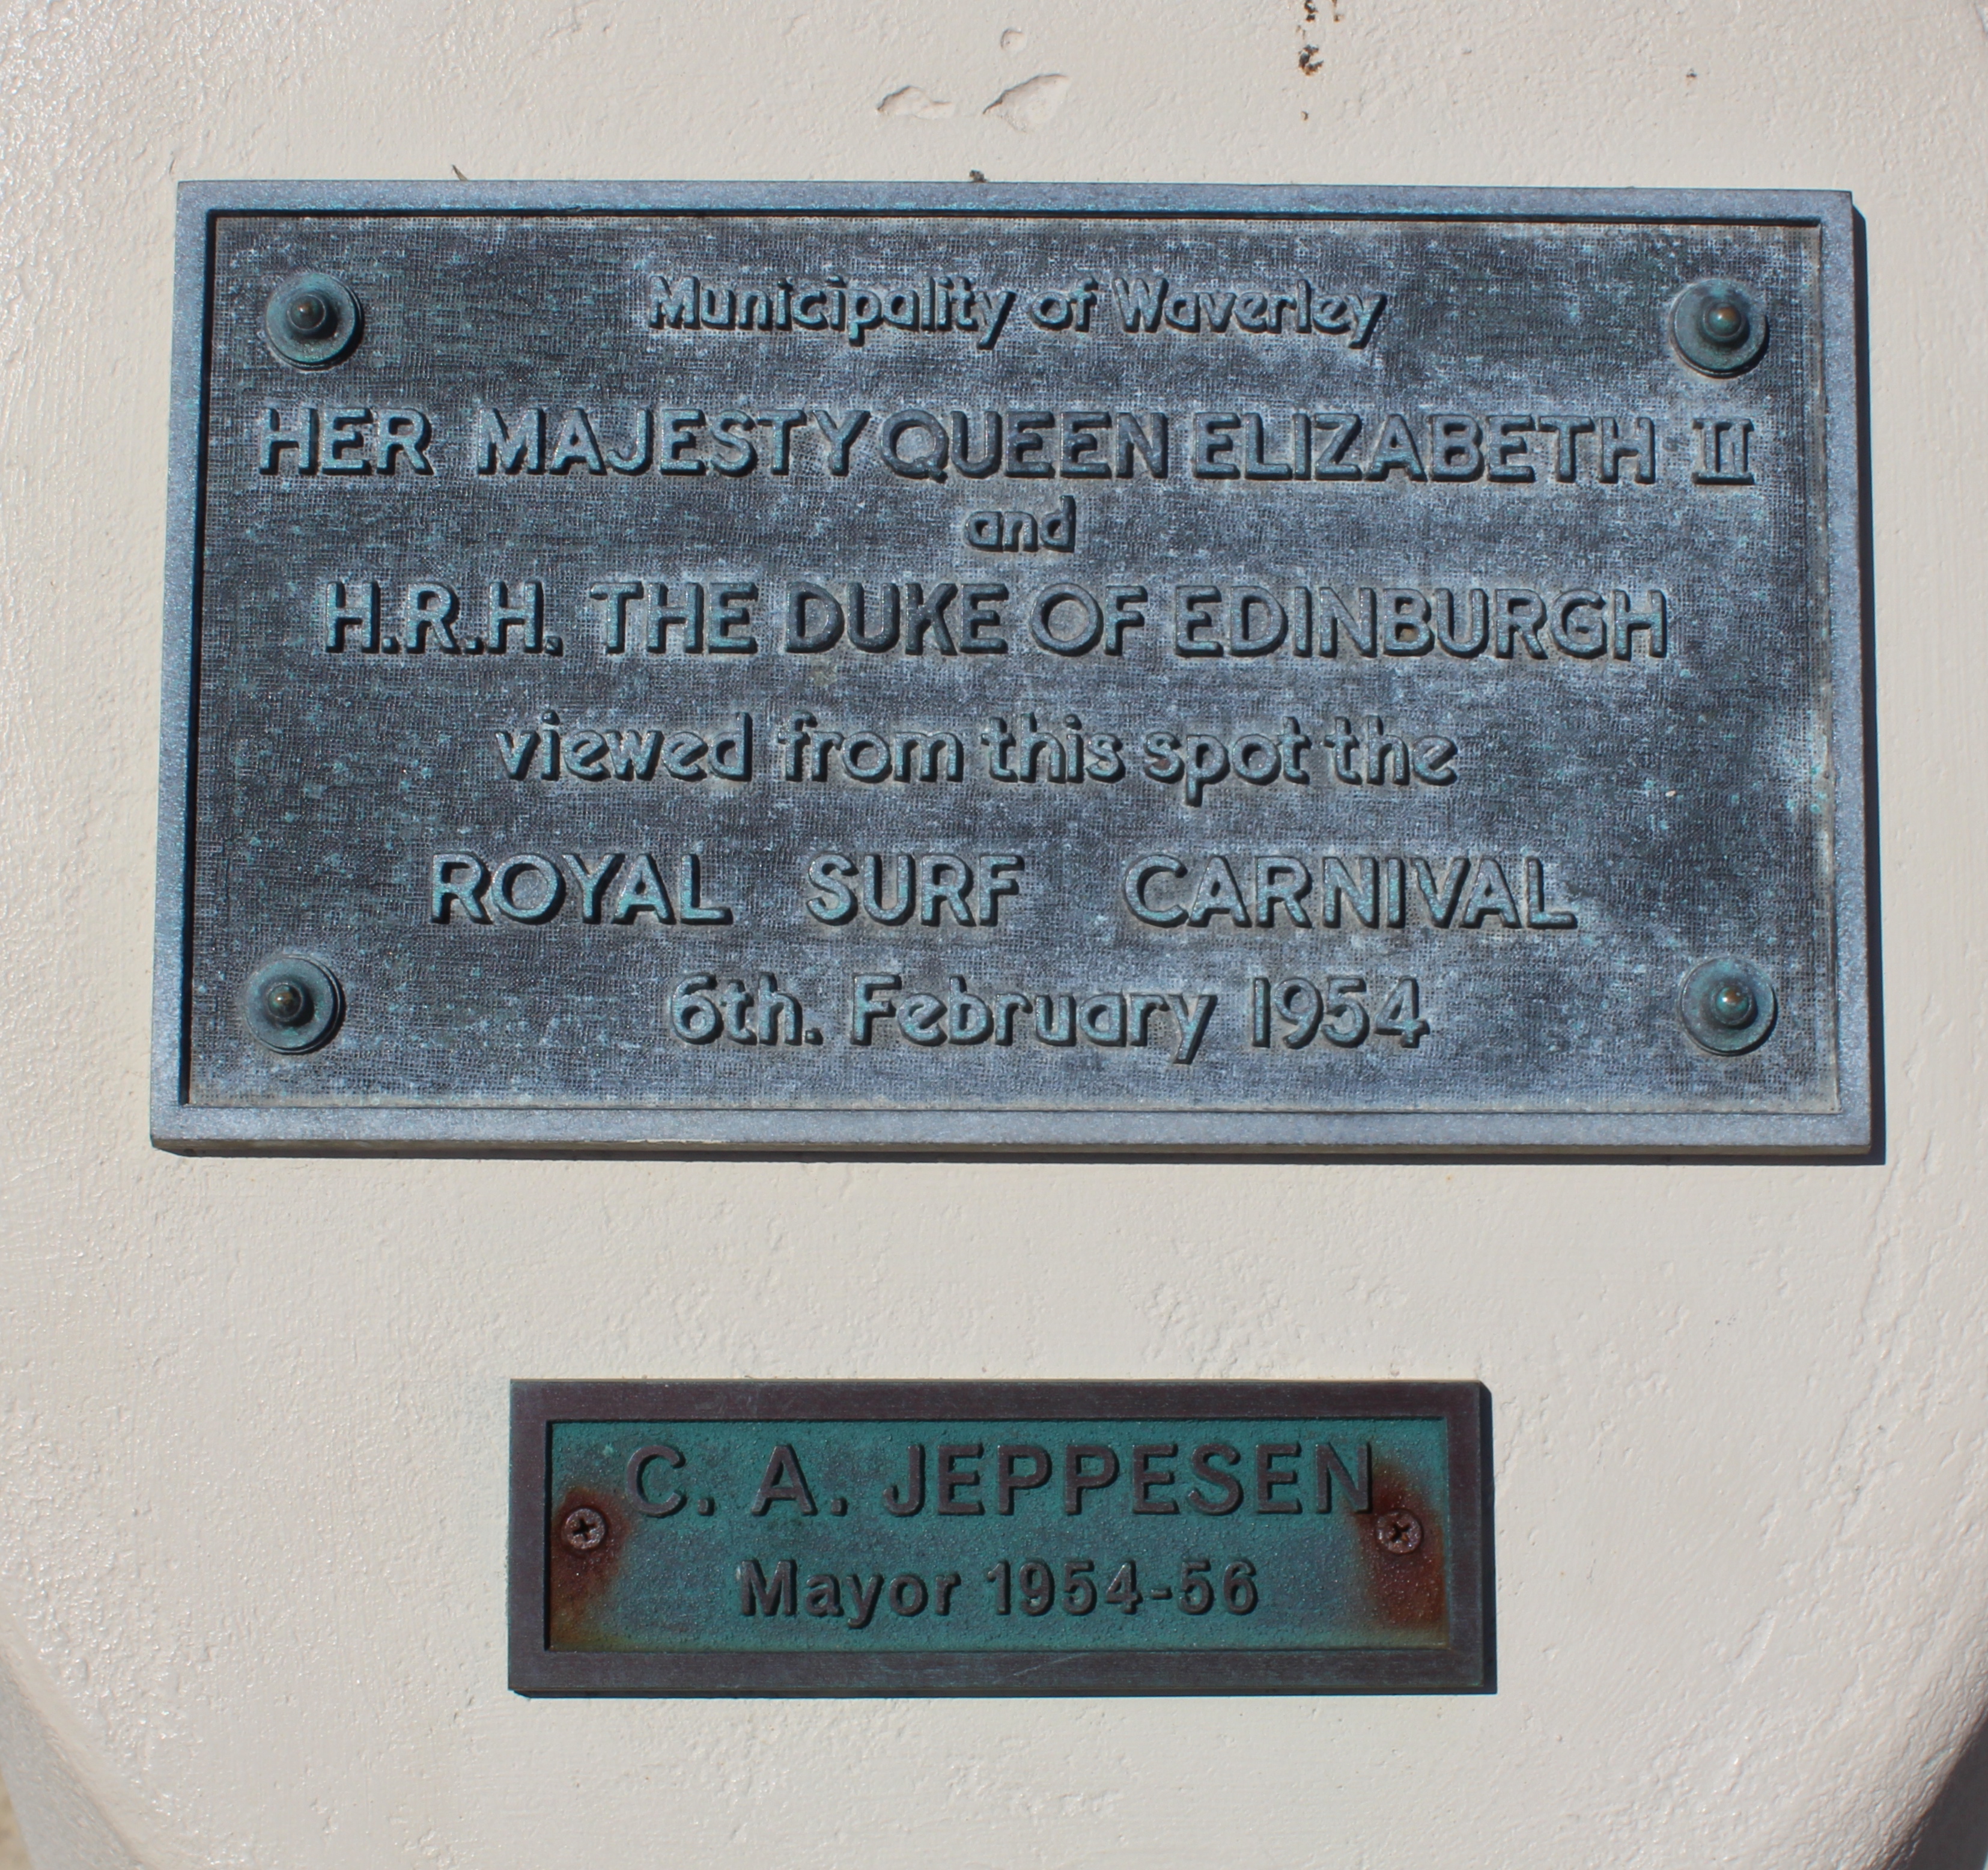 Municipality of Waverley
HER MAJESTY QUEEN ELIZABETH II
and
H.R.H. THE DUKE OF EDINBURGH
viewed from this spot the
ROYAL SURF CARNIVAL
6th. February 1954
C. A. JEPPESEN
Mayor 1954-56